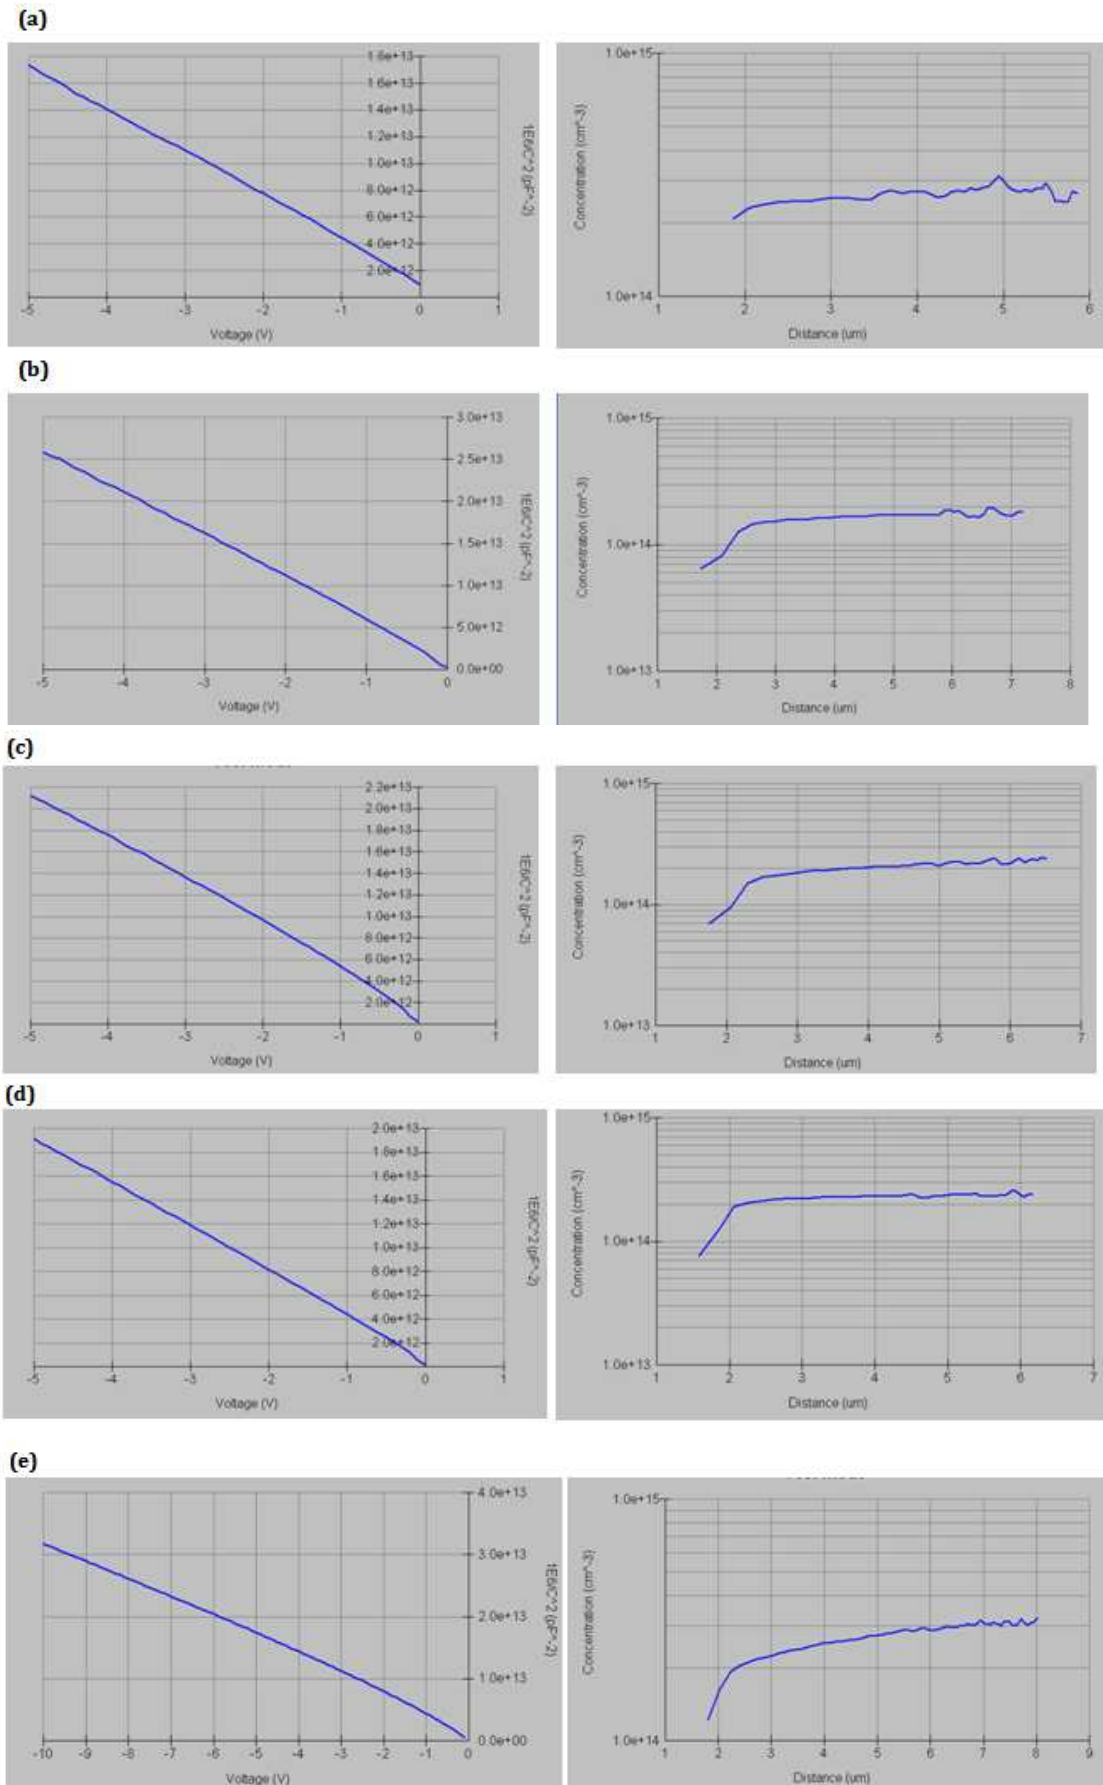 (a)
1.8e+13
1.6e+13
1.4e+13
1.2e+13
1.0e+13
8.0e+12
6.0e+12
4.0e+12
2.0e+12
-5 -4 -3 -2 -1 0 1
Voltage (V)
1E6/C^2 (pF^-2)
1.0e+15
1.0e+14
Concentration (cm^-3)
1 2 3 4 5 6
Distance (um)
(b)
3.0e+13
2.5e+13
2.0e+13
1.5e+13
1.0e+13
5.0e+12
0.0e+00
-5 -4 -3 -2 -1 0
Voltage (V)
1E6/C^2 (pF^-2)
1.0e+15
1.0e+14
1.0e+13
Concentration (cm^-3)
1 2 3 4 5 6 7 8
Distance (um)
(c)
2.2e+13
2.0e+13
1.8e+13
1.6e+13
1.4e+13
1.2e+13
1.0e+13
8.0e+12
6.0e+12
4.0e+12
2.0e+12
-5 -4 -3 -2 -1 0 1
Voltage (V)
1E6/C^2 (pF^-2)
1.0e+15
1.0e+14
1.0e+13
Concentration (cm^-3)
1 2 3 4 5 6 7
Distance (um)
(d)
2.0e+13
1.8e+13
1.6e+13
1.4e+13
1.2e+13
1.0e+13
8.0e+12
6.0e+12
4.0e+12
2.0e+12
-5 -4 -3 -2 -1 0 1
Voltage (V)
1E6/C^2 (pF^-2)
1.0e+15
1.0e+14
1.0e+13
Concentration (cm^-3)
1 2 3 4 5 6 7
Distance (um)
(e)
4.0e+13
3.0e+13
2.0e+13
1.0e+13
0.0e+00
-10 -9 -8 -7 -6 -5 -4 -3 -2 -1 0
Voltage (V)
1E6/C^2 (pF^-2)
1.0e+15
1.0e+14
Concentration (cm^-3)
1 2 3 4 5 6 7 8 9
Distance (um)